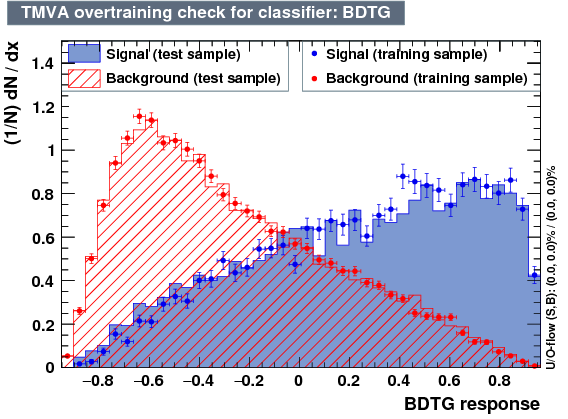 TMVA overtraining check for classifier: BDTG
Signal (test sample)
Background (test sample)
Signal (training sample)
Background (training sample)
(1/N) dN / dx
1.4
1.2
1
0.8
0.6
0.4
0.2
0
−0.8 −0.6 −0.4 −0.2 0 0.2 0.4 0.6 0.8
BDTG response
U/O-flow (S,B): (0.0, 0.0)% / (0.0, 0.0)%